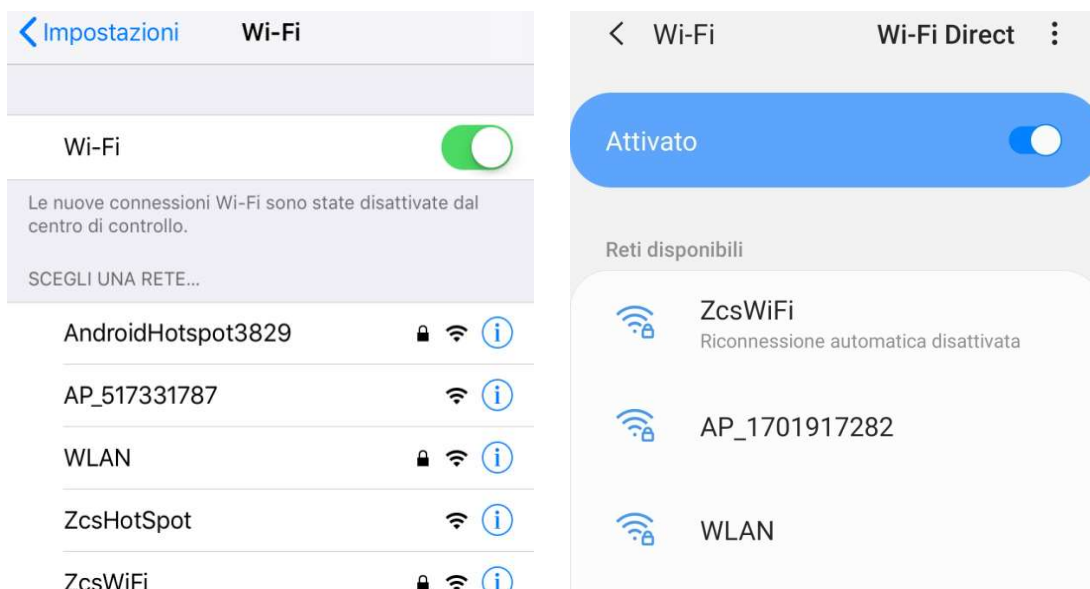 Impostazioni Wi-Fi
Wi-Fi
Le nuove connessioni Wi-Fi sono state disattivate dal
centro di controllo.
SCEGLI UNA RETE...
AndroidHotspot3829
AP_517331787
WLAN
ZcsHotSpot
ZcsWiFi
Wi-Fi Wi-Fi Direct
Attivato
Reti disponibili
ZcsWiFi
Riconnessione automatica disattivata
AP_1701917282
WLAN